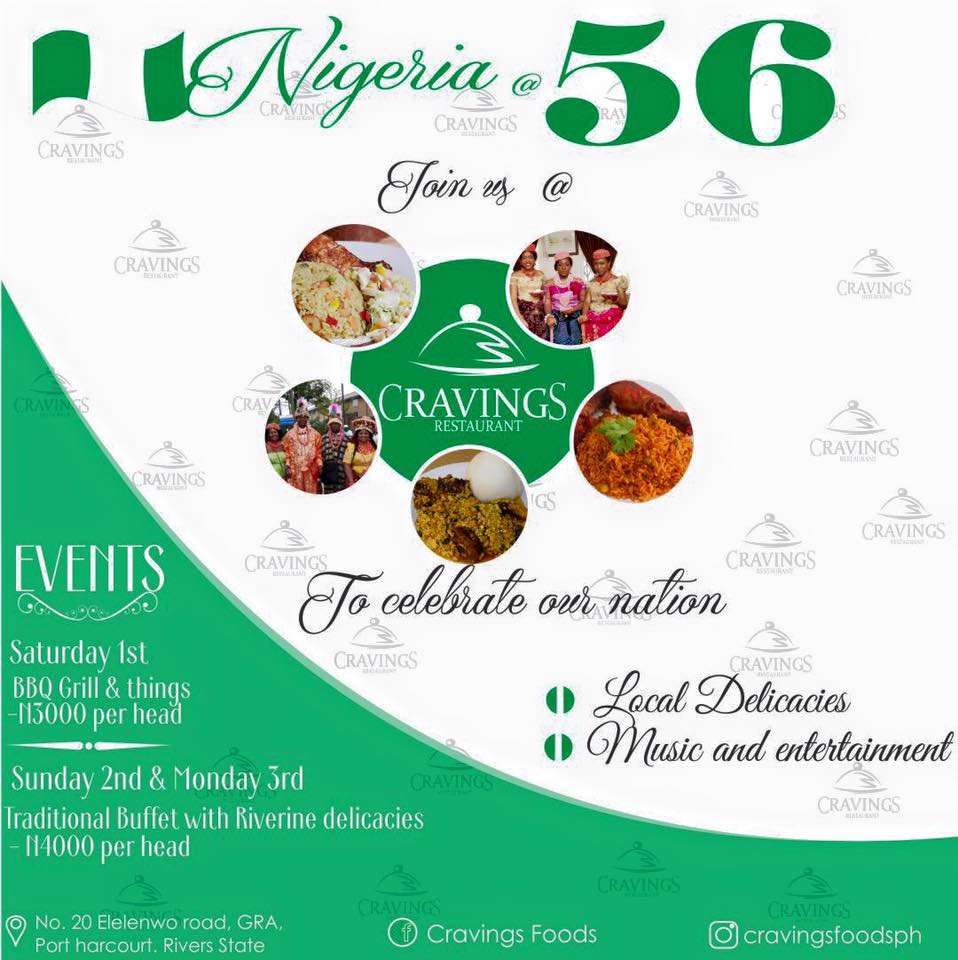 Nigeria @ 56
Join us @
CRAVINGS
RESTAURANT
To celebrate our nation
EVENTS
Saturday 1st
BBQ Grill & things
-N3000 per head
Sunday 2nd & Monday 3rd
Traditional Buffet with Riverine delicacies
- N4000 per head
Local Delicacies
Music and entertainment
No. 20 Elelenwo road, GRA,
Port harcourt. Rivers State
Cravings Foods
cravingsfoodsph